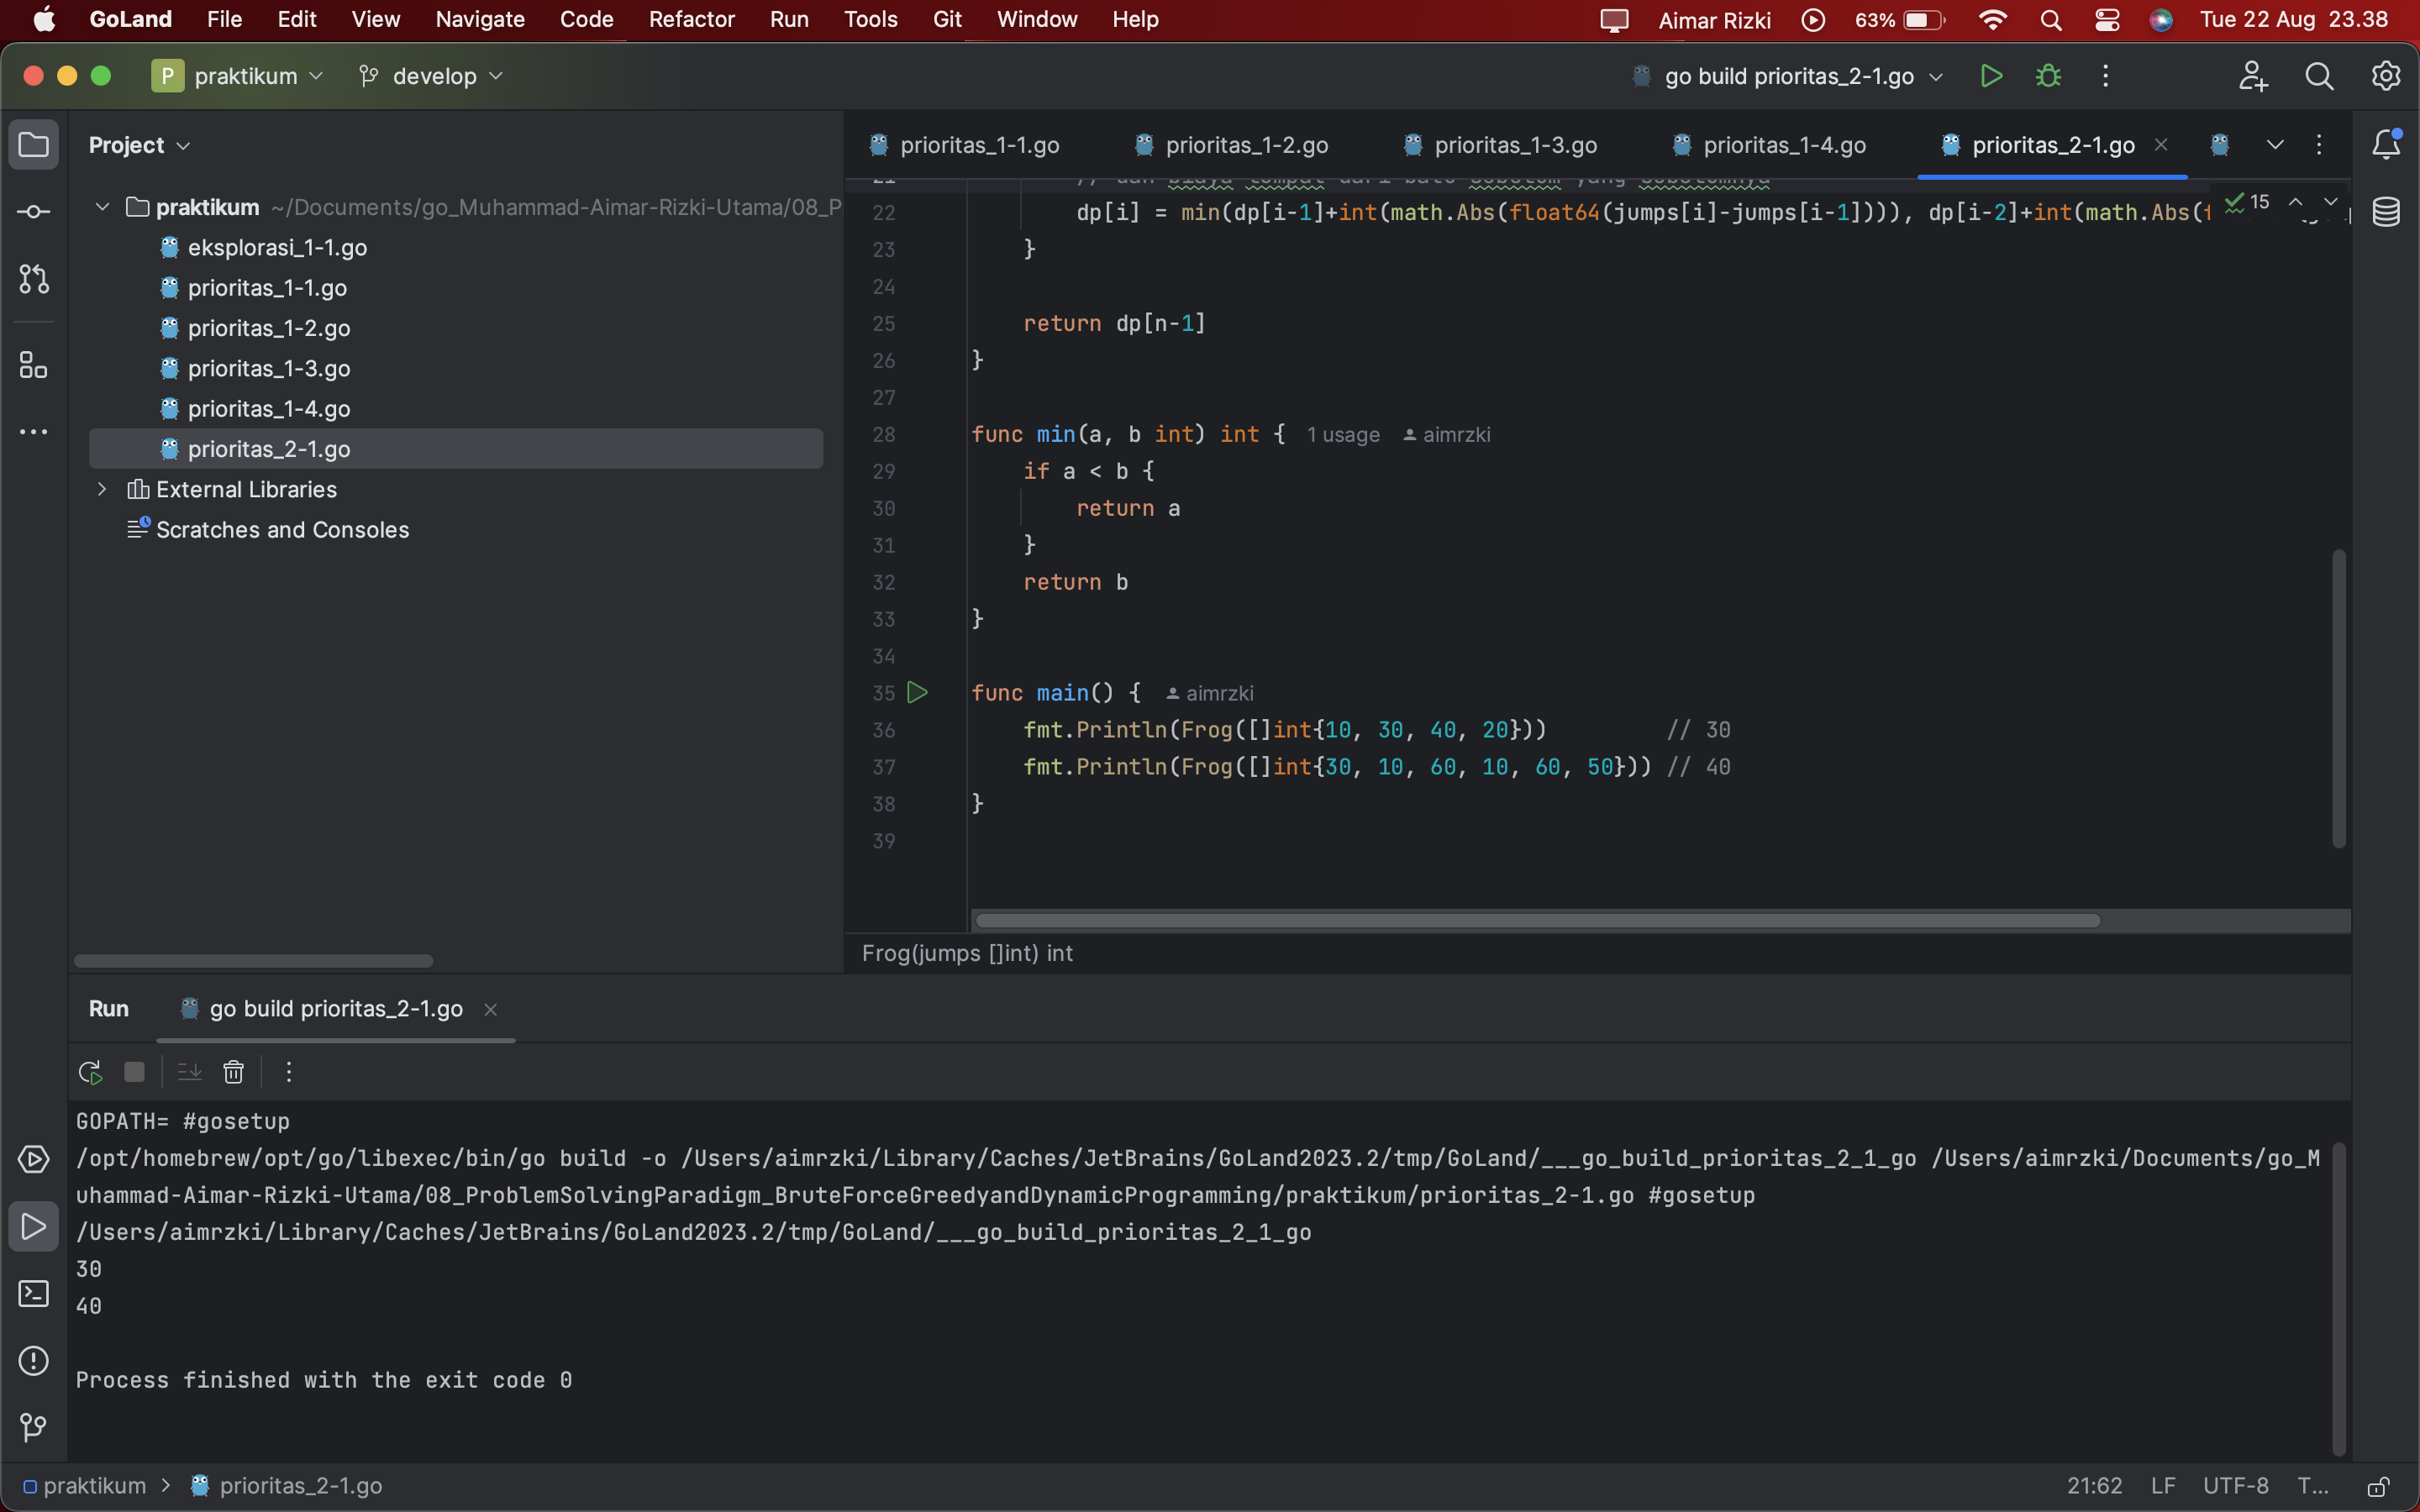 GoLand File Edit View Navigate Code Refactor Run Tools Git Window Help Aimar Rizki 63% Tue 22 Aug 23.38
P praktikum develop go build prioritas_2-1.go
Project
prioritas_1-1.go prioritas_1-2.go prioritas_1-3.go prioritas_1-4.go prioritas_2-1.go
praktikum ~/Documents/go_Muhammad-Aimar-Rizki-Utama/08_P
eksplorasi_1-1.go
prioritas_1-1.go
prioritas_1-2.go
prioritas_1-3.go
prioritas_1-4.go
prioritas_2-1.go
External Libraries
Scratches and Consoles
21 // dan biaya lompat dari batu sebelum yang sebelumnya
15
22 dp[i] = min(dp[i-1]+int(math.Abs(float64(jumps[i]-jumps[i-1]))), dp[i-2]+int(math.Abs(f
23 }
24
25 return dp[n-1]
26 }
27
28 func min(a, b int) int { 1 usage aimrzki
29 if a < b {
30 return a
31 }
32 return b
33 }
34
35 func main() { aimrzki
36 fmt.Println(Frog([]int{10, 30, 40, 20})) // 30
37 fmt.Println(Frog([]int{30, 10, 60, 10, 60, 50})) // 40
38 }
39
Frog(jumps []int) int
Run go build prioritas_2-1.go
GOPATH= #gosetup
/opt/homebrew/opt/go/libexec/bin/go build -o /Users/aimrzki/Library/Caches/JetBrains/GoLand2023.2/tmp/GoLand/___go_build_prioritas_2_1_go /Users/aimrzki/Documents/go_M
uhammad-Aimar-Rizki-Utama/08_ProblemSolvingParadigm_BruteForceGreedyandDynamicProgramming/praktikum/prioritas_2-1.go #gosetup
/Users/aimrzki/Library/Caches/JetBrains/GoLand2023.2/tmp/GoLand/___go_build_prioritas_2_1_go
30
40
Process finished with the exit code 0
praktikum > prioritas_2-1.go 21:62 LF UTF-8 T...